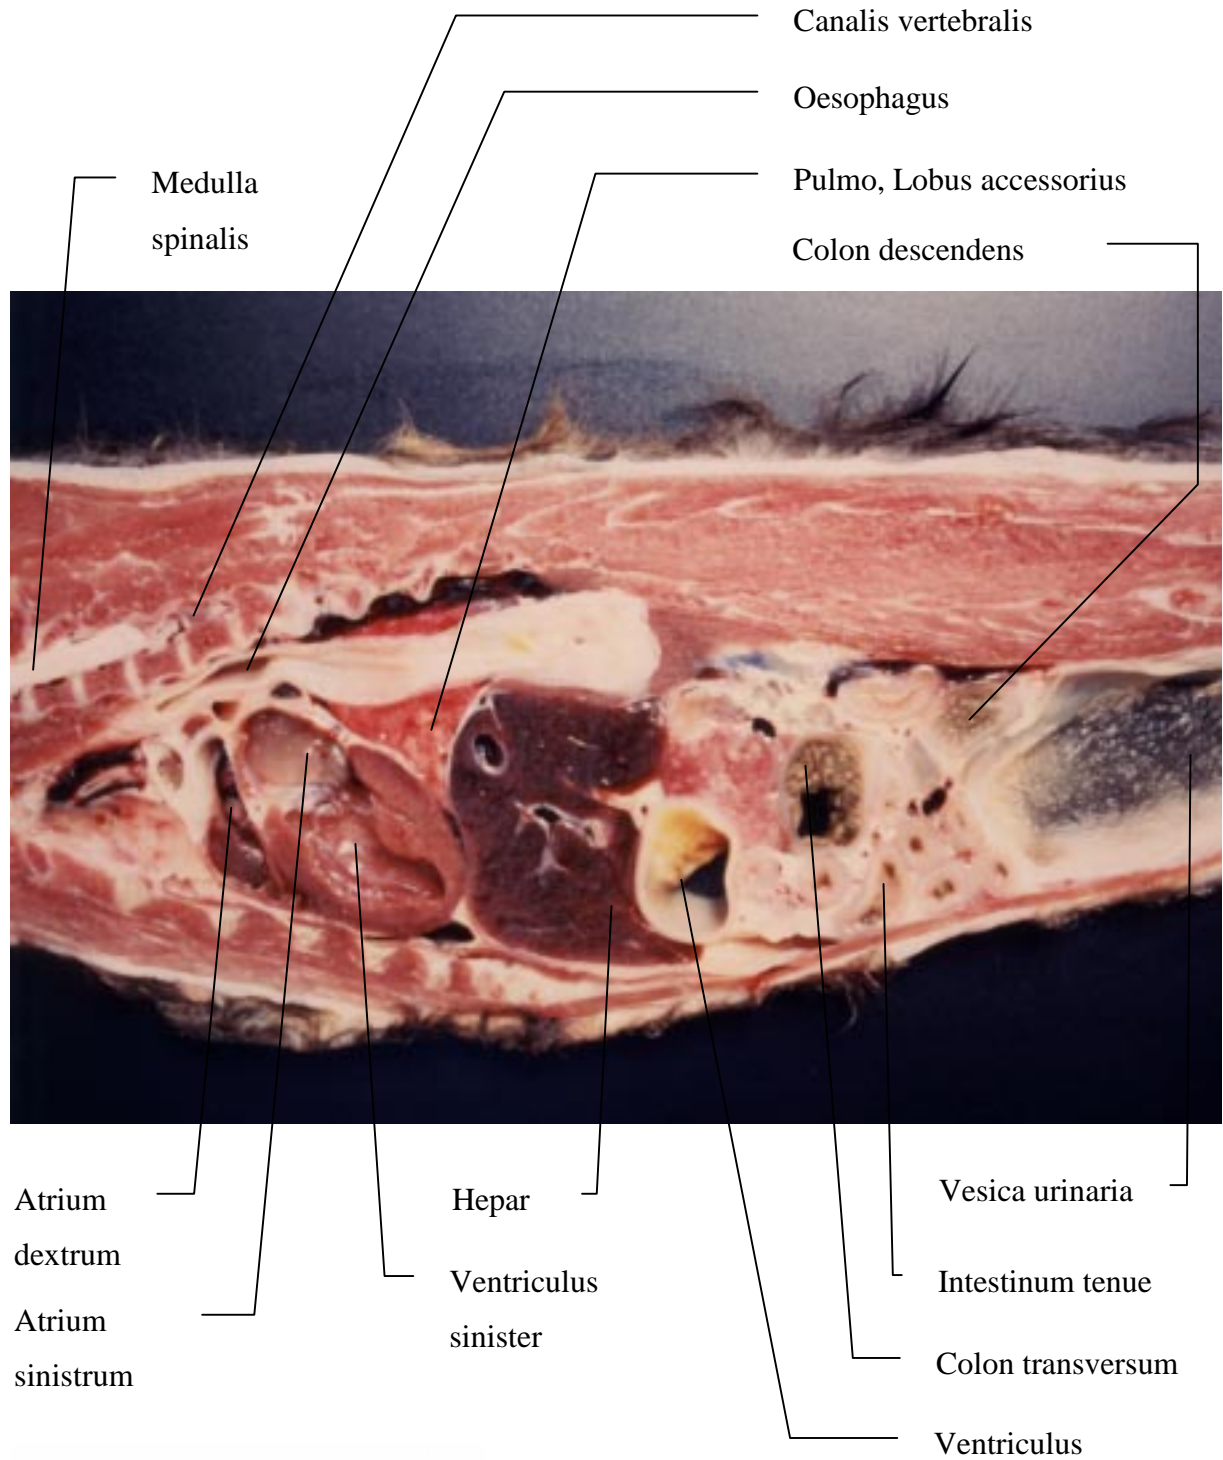 Canalis vertebralis
Oesophagus
Medulla
spinalis
Pulmo, Lobus accessorius
Colon descendens
Atrium
dextrum
Atrium
sinistrum
Hepar
Ventriculus
sinister
Vesica urinaria
Intestinum tenue
Colon transversum
Ventriculus